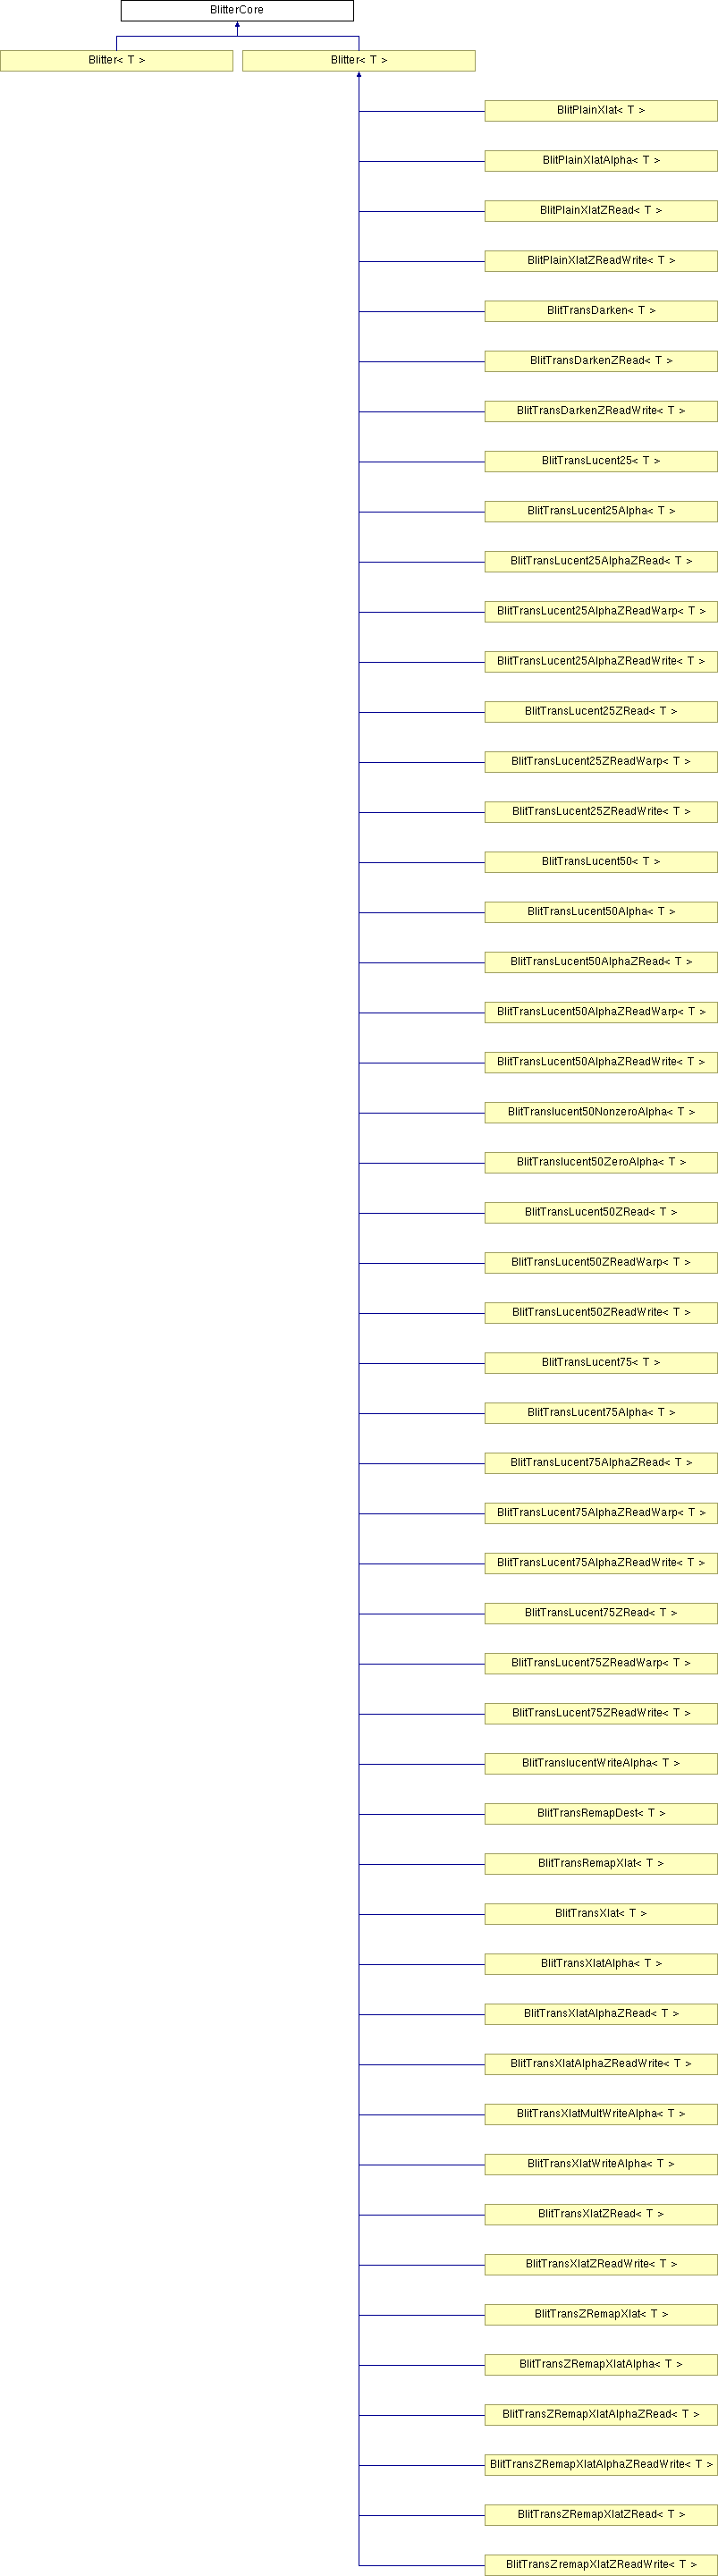 BlitterCore
Blitter< T >
Blitter< T >
BlitPlainXlat< T >
BlitPlainXlatAlpha< T >
BlitPlainXlatZRead< T >
BlitPlainXlatZReadWrite< T >
BlitTransDarken< T >
BlitTransDarkenZRead< T >
BlitTransDarkenZReadWrite< T >
BlitTransLucent25< T >
BlitTransLucent25Alpha< T >
BlitTransLucent25AlphaZRead< T >
BlitTransLucent25AlphaZReadWarp< T >
BlitTransLucent25AlphaZReadWrite< T >
BlitTransLucent25ZRead< T >
BlitTransLucent25ZReadWarp< T >
BlitTransLucent25ZReadWrite< T >
BlitTransLucent50< T >
BlitTransLucent50Alpha< T >
BlitTransLucent50AlphaZRead< T >
BlitTransLucent50AlphaZReadWarp< T >
BlitTransLucent50AlphaZReadWrite< T >
BlitTranslucent50NonzeroAlpha< T >
BlitTranslucent50ZeroAlpha< T >
BlitTransLucent50ZRead< T >
BlitTransLucent50ZReadWarp< T >
BlitTransLucent50ZReadWrite< T >
BlitTransLucent75< T >
BlitTransLucent75Alpha< T >
BlitTransLucent75AlphaZRead< T >
BlitTransLucent75AlphaZReadWarp< T >
BlitTransLucent75AlphaZReadWrite< T >
BlitTransLucent75ZRead< T >
BlitTransLucent75ZReadWarp< T >
BlitTransLucent75ZReadWrite< T >
BlitTranslucentWriteAlpha< T >
BlitTransRemapDest< T >
BlitTransRemapXlat< T >
BlitTransXlat< T >
BlitTransXlatAlpha< T >
BlitTransXlatAlphaZRead< T >
BlitTransXlatAlphaZReadWrite< T >
BlitTransXlatMultWriteAlpha< T >
BlitTransXlatWriteAlpha< T >
BlitTransXlatZRead< T >
BlitTransXlatZReadWrite< T >
BlitTransZRemapXlat< T >
BlitTransZRemapXlatAlpha< T >
BlitTransZRemapXlatAlphaZRead< T >
BlitTransZRemapXlatAlphaZReadWrite< T >
BlitTransZRemapXlatZRead< T >
BlitTransZremapXlatZReadWrite< T >